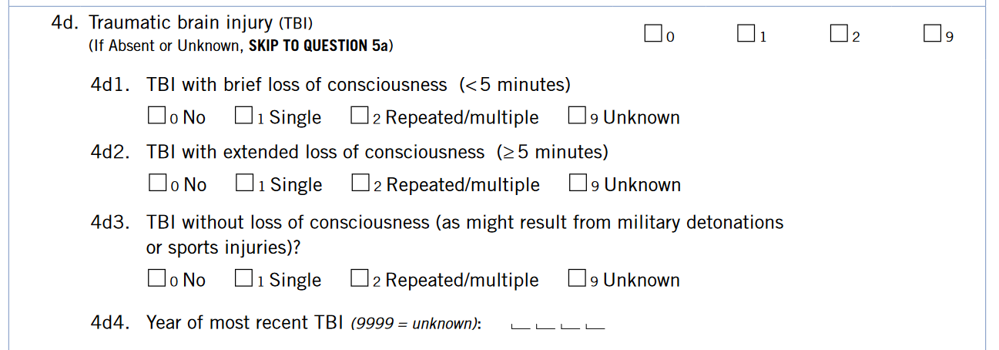 4d. Traumatic brain injury (TBI) 0 1 2 9
(If Absent or Unknown, SKIP TO QUESTION 5a)
4d1. TBI with brief loss of consciousness (<5 minutes)
0 No 1 Single 2 Repeated/multiple 9 Unknown
4d2. TBI with extended loss of consciousness (≥5 minutes)
0 No 1 Single 2 Repeated/multiple 9 Unknown
4d3. TBI without loss of consciousness (as might result from military detonations
or sports injuries)?
0 No 1 Single 2 Repeated/multiple 9 Unknown
4d4. Year of most recent TBI (9999 = unknown):